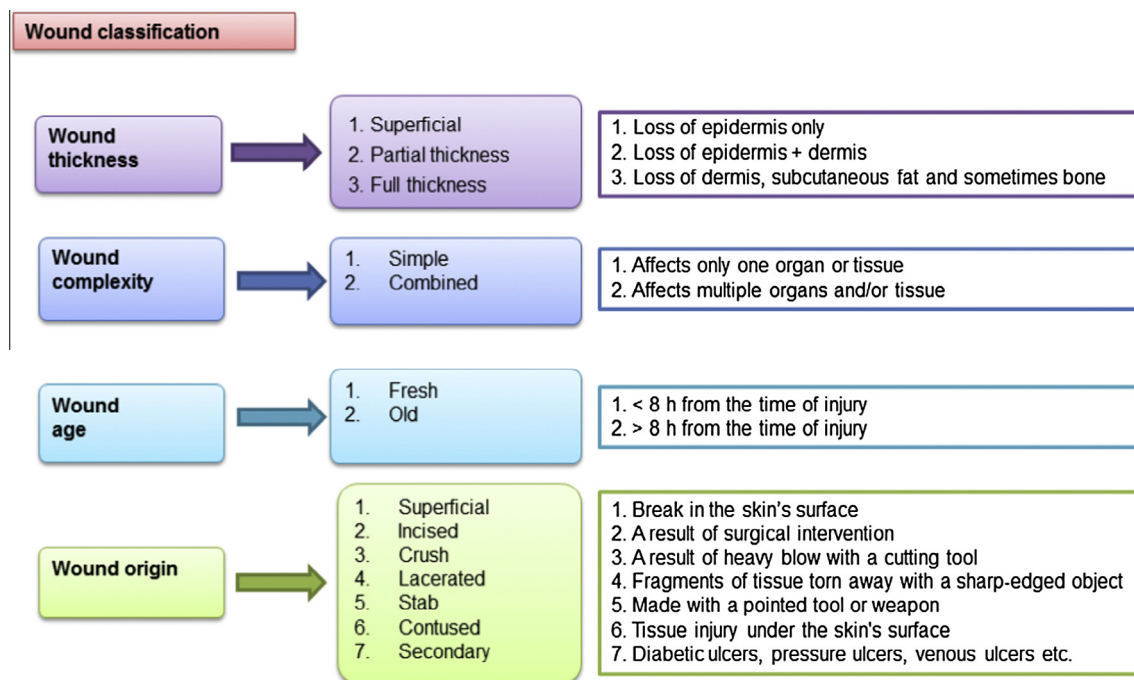 Wound classification
Wound
thickness
1. Superficial
2. Partial thickness
3. Full thickness
1. Loss of epidermis only
2. Loss of epidermis + dermis
3. Loss of dermis, subcutaneous fat and sometimes bone
Wound
complexity
1. Simple
2. Combined
1. Affects only one organ or tissue
2. Affects multiple organs and/or tissue
Wound
age
1. Fresh
2. Old
1. < 8 h from the time of injury
2. > 8 h from the time of injury
Wound origin
1. Superficial
2. Incised
3. Crush
4. Lacerated
5. Stab
6. Contused
7. Secondary
1. Break in the skin's surface
2. A result of surgical intervention
3. A result of heavy blow with a cutting tool
4. Fragments of tissue torn away with a sharp-edged object
5. Made with a pointed tool or weapon
6. Tissue injury under the skin's surface
7. Diabetic ulcers, pressure ulcers, venous ulcers etc.